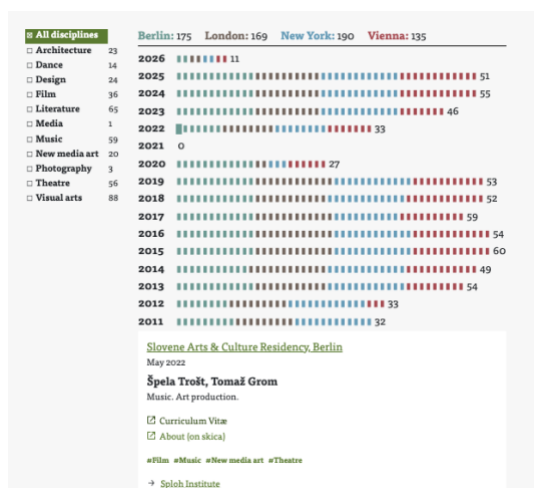 All disciplines
Architecture 23
Dance 14
Design 24
Film 36
Literature 65
Media 1
Music 59
New media art 20
Photography 3
Theatre 56
Visual arts 88
Berlin: 175 London: 169 New York: 190 Vienna: 135
2026 11
2025 51
2024 55
2023 46
2022 33
2021 0
2020 27
2019 53
2018 52
2017 59
2016 54
2015 60
2014 49
2013 54
2012 33
2011 32
Slovene Arts & Culture Residency, Berlin
May 2022
Špela Trošt, Tomaž Grom
Music. Art production.
Curriculum Vitæ
About (on skica)
#Film #Music #New media art #Theatre
→ Sploh Institute